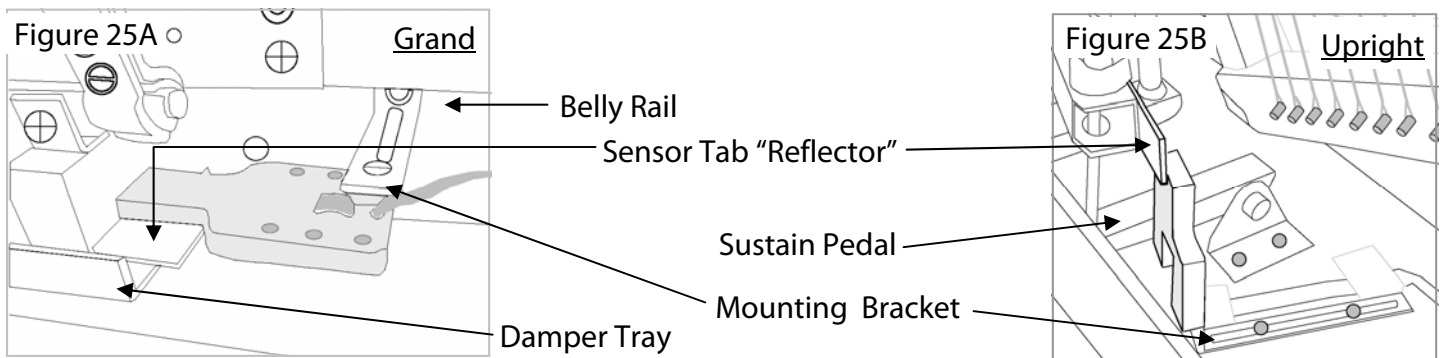 Figure 25A
Grand
Figure 25B
Upright
Belly Rail
Sensor Tab “Reflector”
Sustain Pedal
Mounting Bracket
Damper Tray